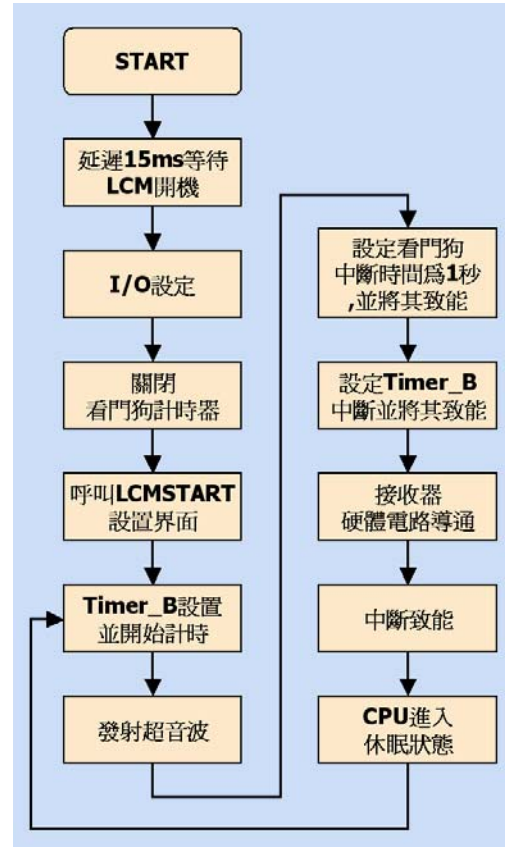 START
延遲15ms等待
LCM開機
I/O設定
關閉
看門狗計時器
呼叫LCMSTART
設置界面
Timer_B設置
並開始計時
發射超音波
設定看門狗
中斷時間爲1秒
,並將其致能
設定Timer_B
中斷並將其致能
接收器
硬體電路導通
中斷致能
CPU進入
休眠狀態